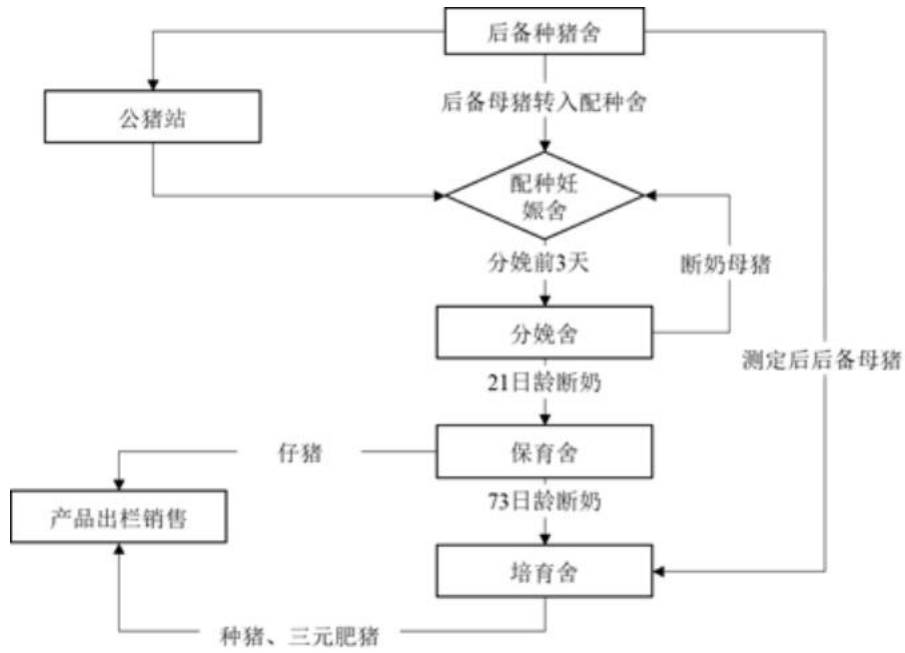 后备种猪舍
公猪站
后备母猪转入配种舍
配种妊
娠舍
分娩前3天
断奶母猪
分娩舍
测定后后备母猪
21日龄断奶
仔猪
保育舍
73日龄断奶
产品出栏销售
培育舍
种猪、三元肥猪